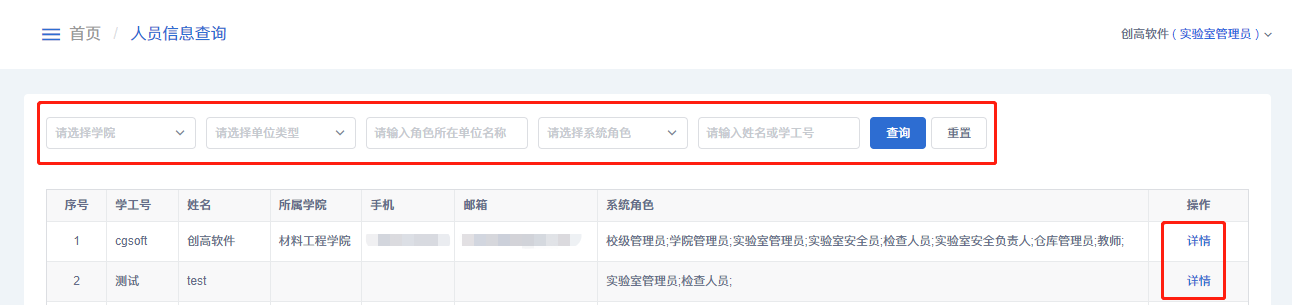 首页 / 人员信息查询
创高软件（实验室管理员）
请选择学院 请选择单位类型 请输入角色所在单位名称 请选择系统角色 请输入姓名或学工号 查询 重置
序号 学工号 姓名 所属学院 手机 邮箱 系统角色 操作
1 cgsoft 创高软件 材料工程学院 校级管理员;学院管理员;实验室管理员;实验室安全员;检查人员;实验室安全负责人;仓库管理员;教师; 详情
2 测试 test 实验室管理员;检查人员; 详情